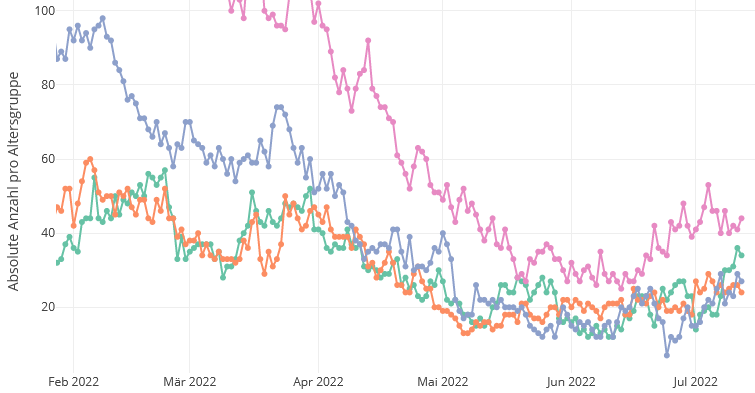 Absolute Anzahl pro Altersgruppe
100
80
60
40
20
Feb 2022
Mär 2022
Apr 2022
Mai 2022
Jun 2022
Jul 2022